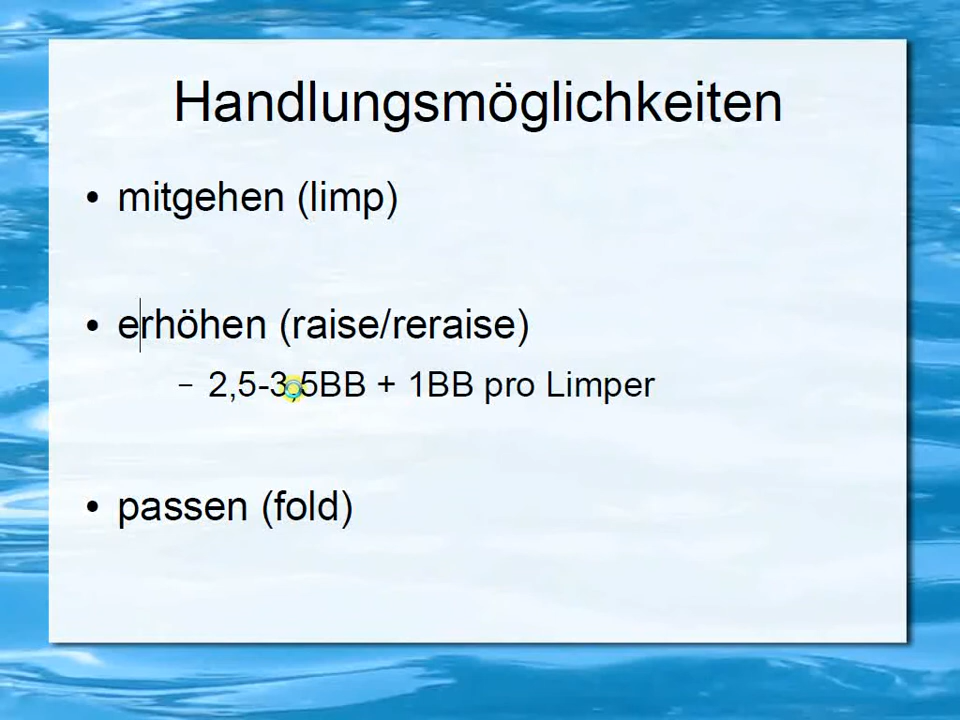 Handlungsmöglichkeiten
• mitgehen (limp)
• erhöhen (raise/reraise)
– 2,5-3,5BB + 1BB pro Limper
• passen (fold)